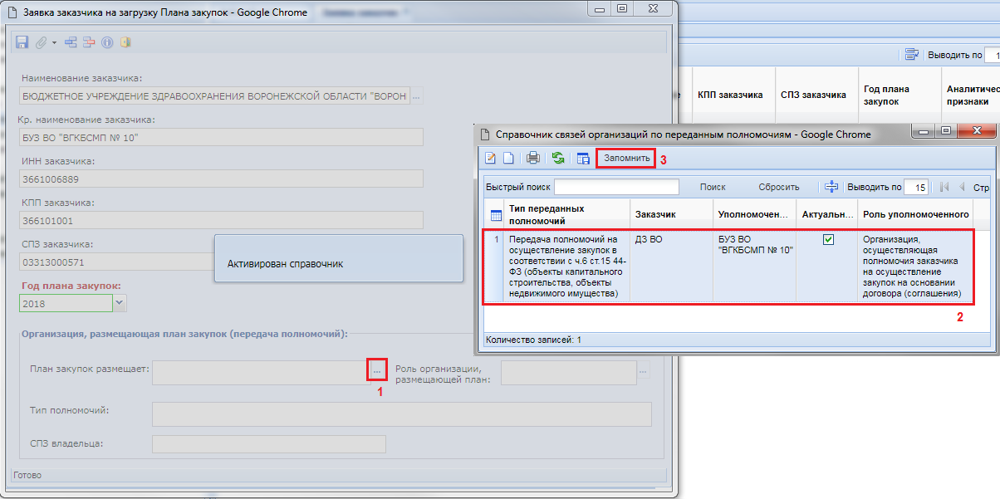 Заявка заказчика на загрузку Плана закупок - Google Chrome
Наименование заказчика:
БЮДЖЕТНОЕ УЧРЕЖДЕНИЕ ЗДРАВООХРАНЕНИЯ ВОРОНЕЖСКОЙ ОБЛАСТИ "ВОРОН
...
Кр. наименование заказчика:
БУЗ ВО "ВГКБСМП № 10"
ИНН заказчика:
3661006889
КПП заказчика:
366101001
СПЗ заказчика:
03313000571
Активирован справочник
Год плана закупок:
2018
Организация, размещающая план закупок (передача полномочий):
План закупок размещает:
...
1
Роль организации,
размещающей план:
...
Тип полномочий:
СПЗ владельца:
Готово
Выводить по
1
е
КПП заказчика
СПЗ заказчика
Год плана
закупок
Аналитичес
признаки
Справочник связей организаций по переданным полномочиям - Google Chrome
Запомнить
3
Быстрый поиск
Поиск
Сбросить
Выводить по
15
Стр
Тип переданных
полномочий
Заказчик
Уполномочен...
Актуальн...
Роль уполномоченного
1
Передача полномочий на
осуществление закупок в
соответствии с ч.6 ст.15 44-
ФЗ (объекты капитального
строительства, объекты
недвижимого имущества)
ДЗ ВО
БУЗ ВО
"ВГКБСМП № 10"
Организация,
осуществляющая
полномочия заказчика
на осуществление
закупок на основании
договора (соглашения)
2
Количество записей: 1